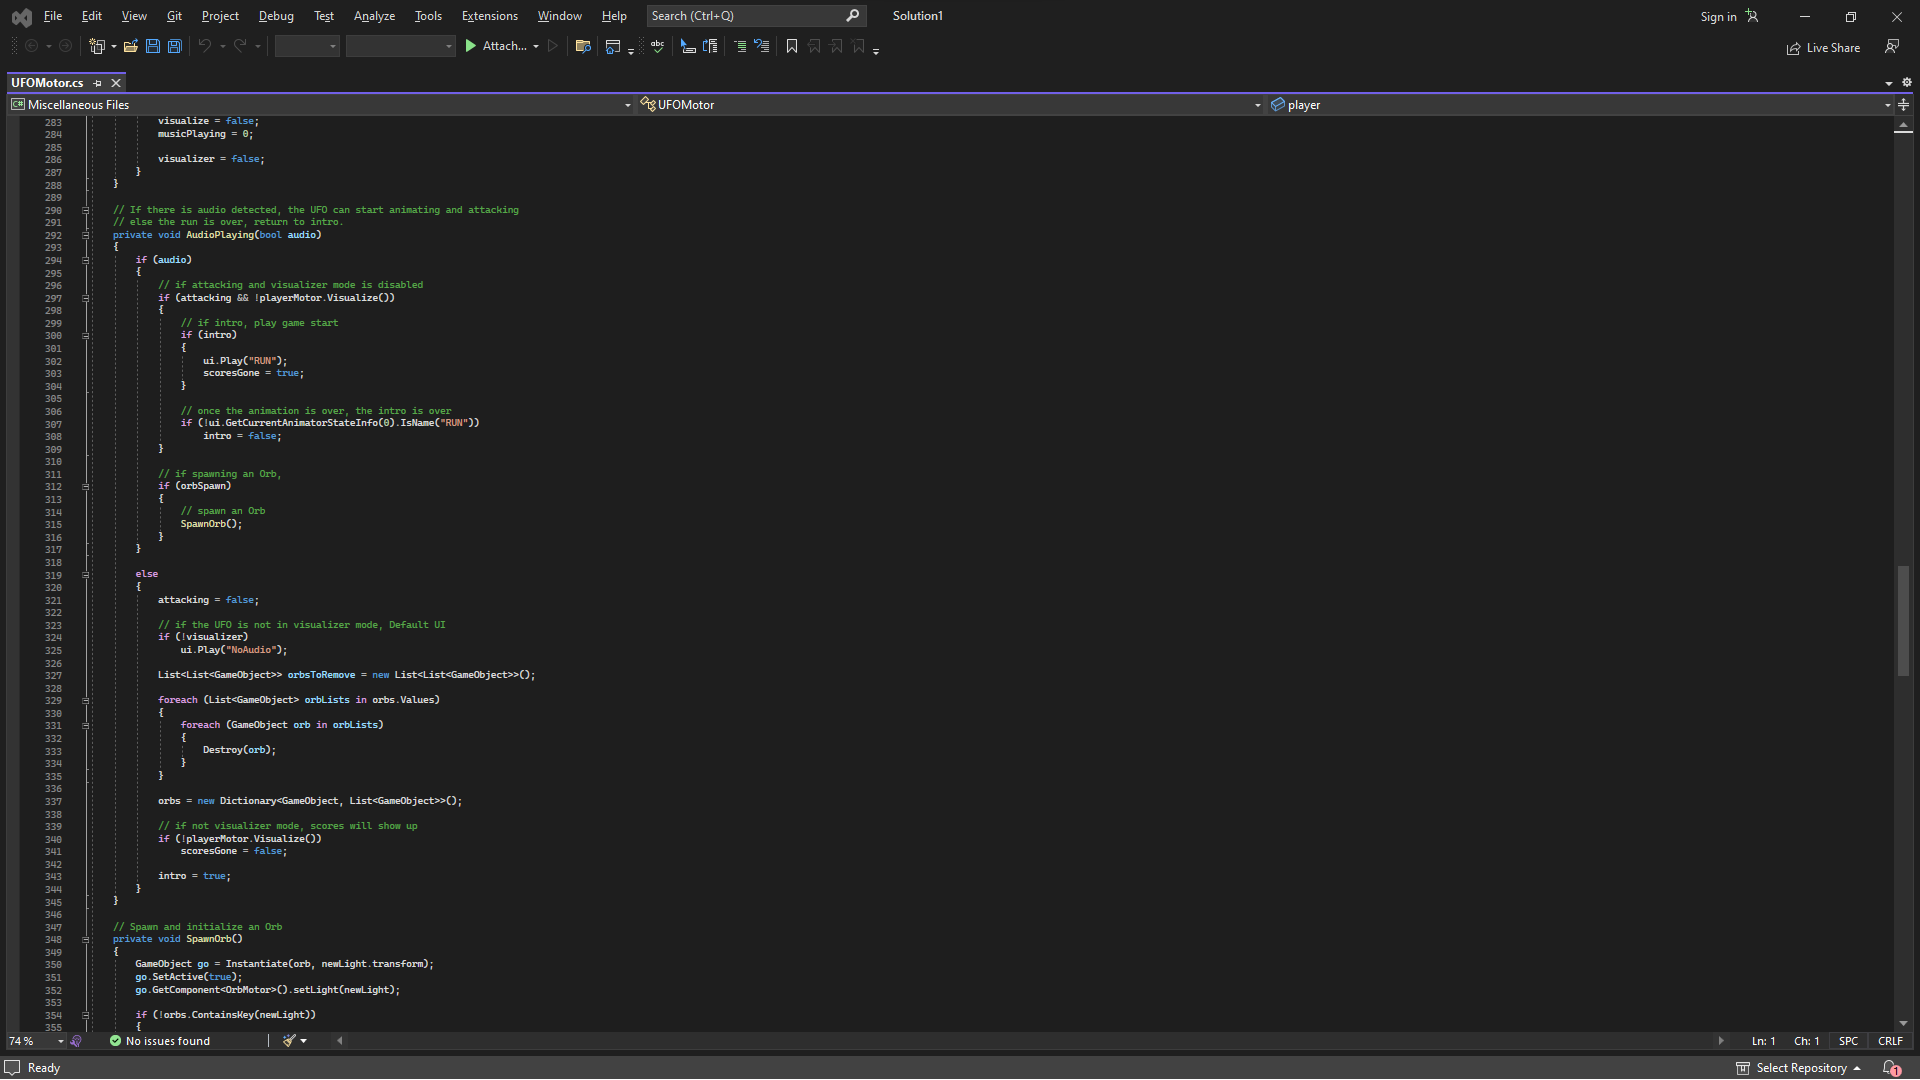 File Edit View Git Project Debug Test Analyze Tools Extensions Window Help Search (Ctrl+Q) Solution1 Sign in
Attach... Live Share
UFOMotor.cs
Miscellaneous Files UFOMotor player
283 visualize = false;
284 musicPlaying = 0;
285
286 visualizer = false;
287 }
288 }
289
290 // If there is audio detected, the UFO can start animating and attacking
291 // else the run is over, return to intro.
292 private void AudioPlaying(bool audio)
293 {
294 if (audio)
295 {
296 // if attacking and visualizer mode is disabled
297 if (attacking && !playerMotor.Visualize())
298 {
299 // if intro, play game start
300 if (intro)
301 {
302 ui.Play("RUN");
303 scoresGone = true;
304 }
305
306 // once the animation is over, the intro is over
307 if (!ui.GetCurrentAnimatorStateInfo(0).IsName("RUN"))
308 intro = false;
309 }
310
311 // if spawning an Orb,
312 if (orbSpawn)
313 {
314 // spawn an Orb
315 SpawnOrb();
316 }
317 }
318
319 else
320 {
321 attacking = false;
322
323 // if the UFO is not in visualizer mode, Default UI
324 if (!visualizer)
325 ui.Play("NoAudio");
326
327 List<List<GameObject>> orbsToRemove = new List<List<GameObject>>();
328
329 foreach (List<GameObject> orbLists in orbs.Values)
330 {
331 foreach (GameObject orb in orbLists)
332 {
333 Destroy(orb);
334 }
335 }
336
337 orbs = new Dictionary<GameObject, List<GameObject>>();
338
339 // if not visualizer mode, scores will show up
340 if (!playerMotor.Visualize())
341 scoresGone = false;
342
343 intro = true;
344 }
345 }
346
347 // Spawn and initialize an Orb
348 private void SpawnOrb()
349 {
350 GameObject go = Instantiate(orb, newLight.transform);
351 go.SetActive(true);
352 go.GetComponent<OrbMotor>().setLight(newLight);
353
354 if (!orbs.ContainsKey(newLight))
355 {
74 % No issues found Ln: 1 Ch: 1 SPC CRLF
Ready Select Repository 1